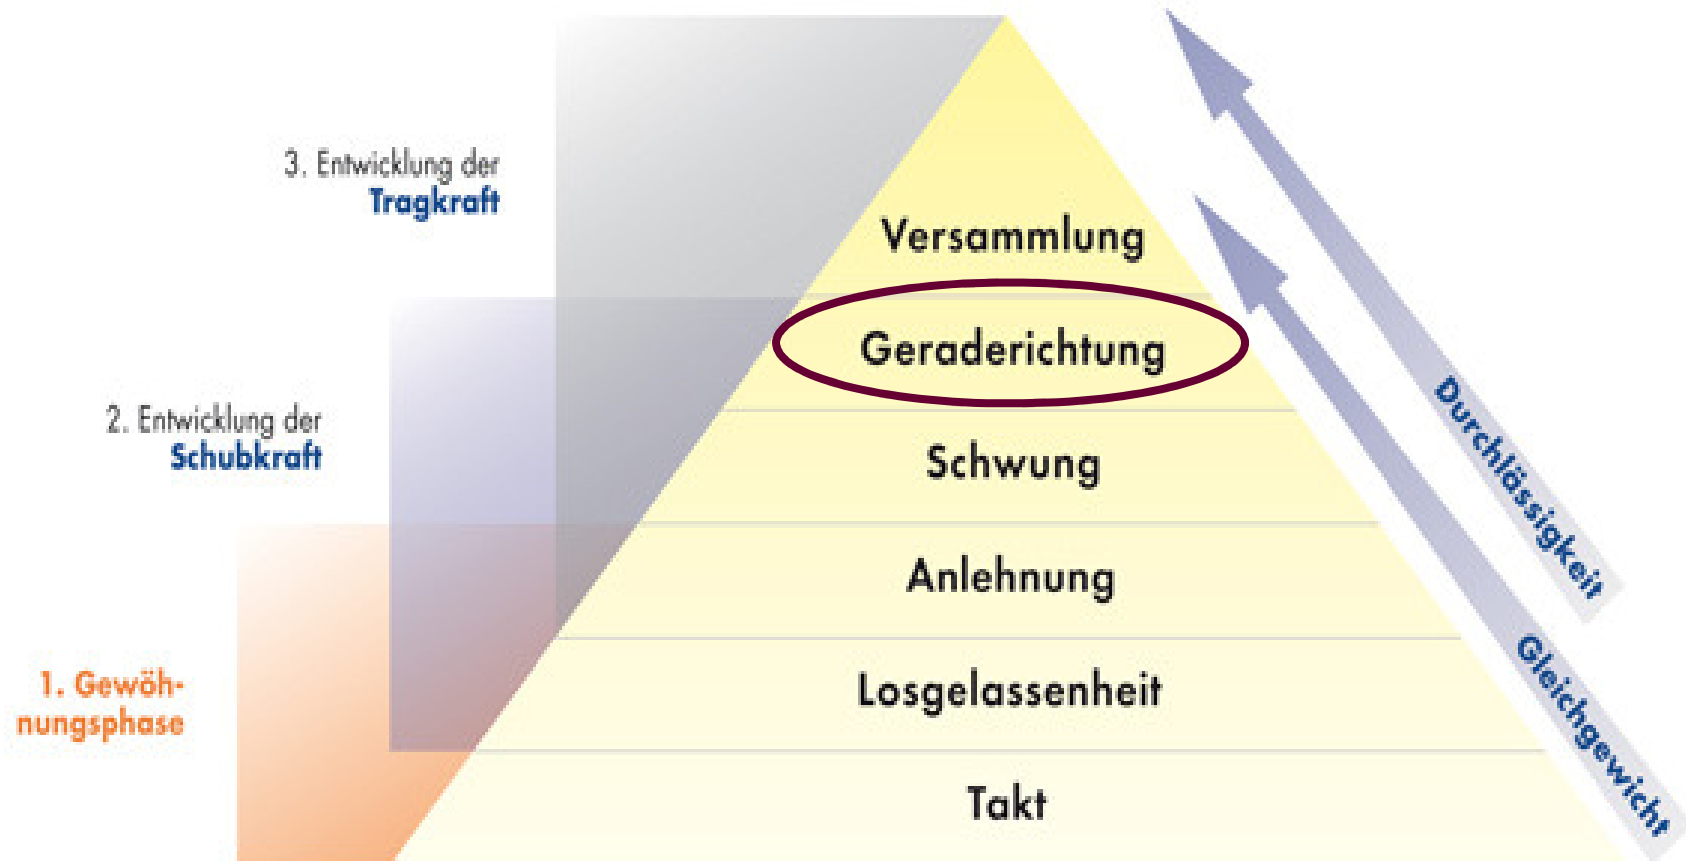 3. Entwicklung der
Tragkraft
Versammlung
Geraderichtung
2. Entwicklung der
Schubkraft
Schwung
Anlehnung
1. Gewöh-
nungsphase
Losgelassenheit
Takt
Durchlässigkeit
Gleichgewicht